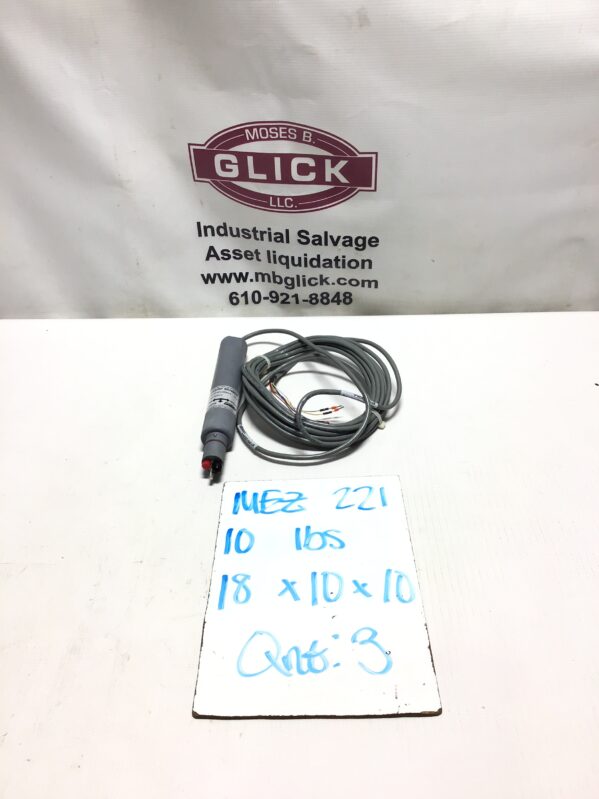 MOSES B.
GLICK
LLC.
Industrial Salvage
Asset liquidation
www.mbglick.com
610-921-8848
MEZ 221
10 lbs
18 x 10 x 10
Qnt: 3